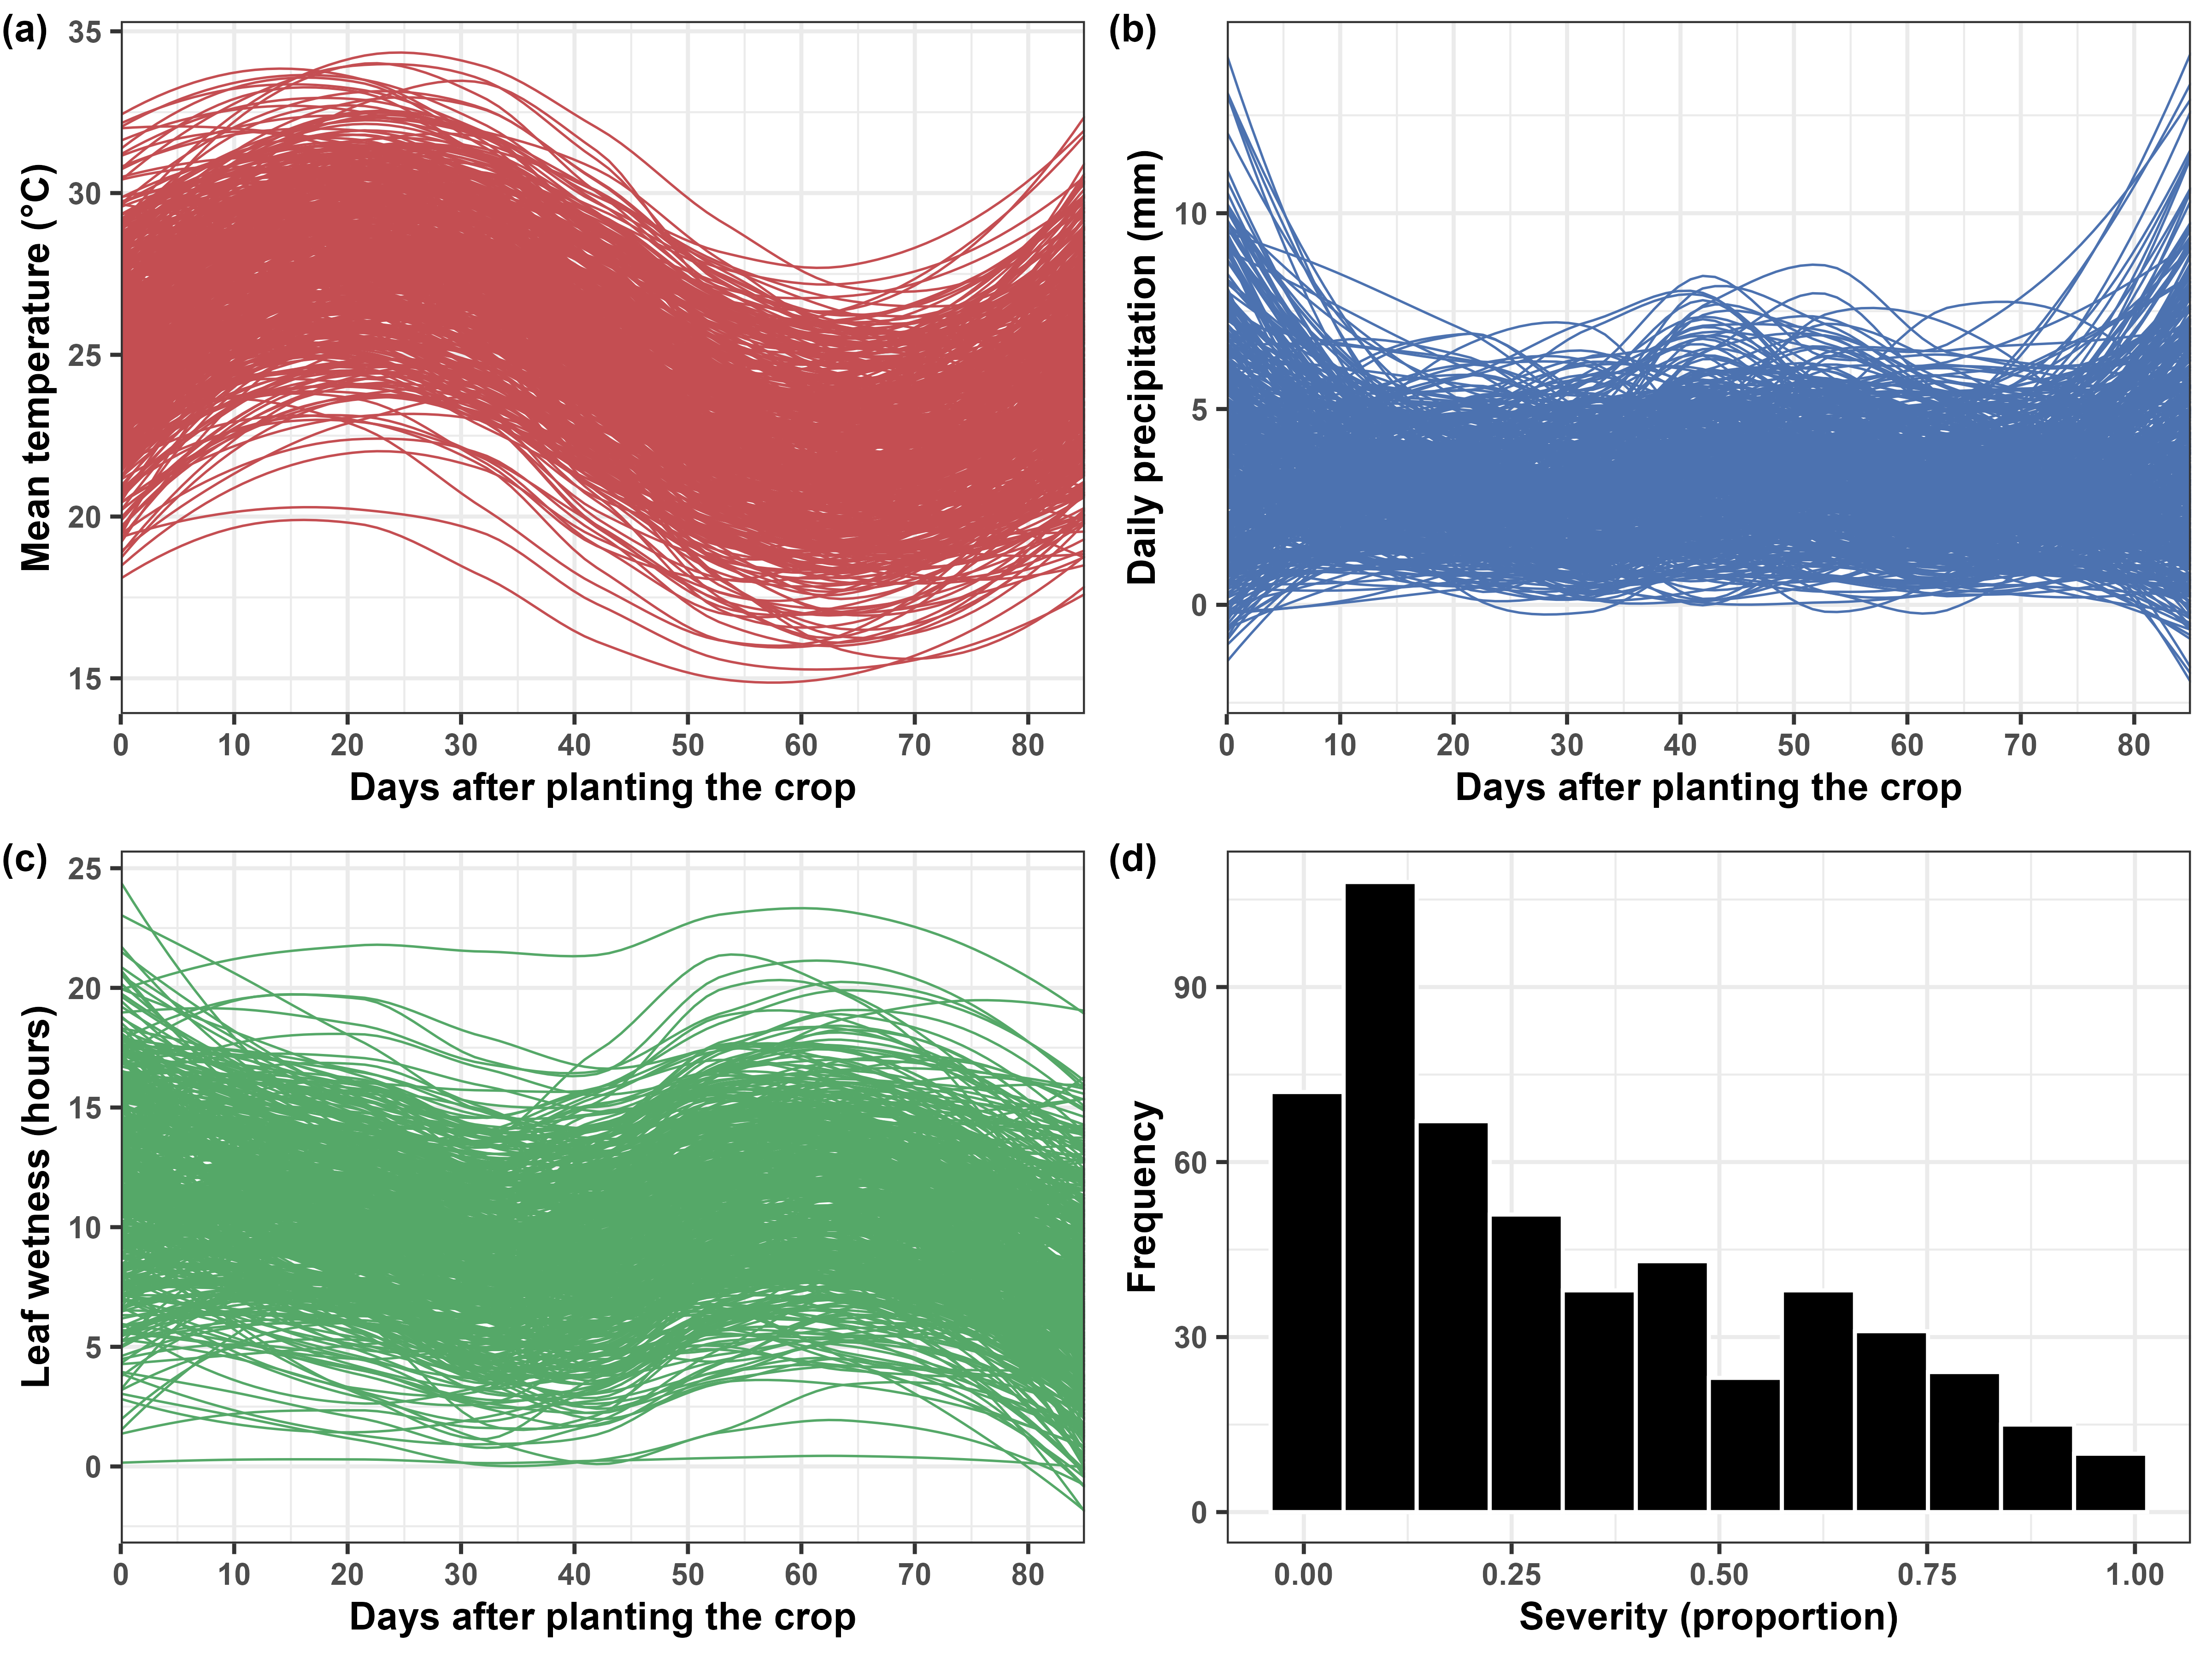 (a)
35
30
25
20
15
Mean temperature (°C)
0 10 20 30 40 50 60 70 80
Days after planting the crop
(b)
10
5
0
Daily precipitation (mm)
0 10 20 30 40 50 60 70 80
Days after planting the crop
(c)
25
20
15
10
5
0
Leaf wetness (hours)
0 10 20 30 40 50 60 70 80
Days after planting the crop
(d)
90
60
30
0
Frequency
0.00 0.25 0.50 0.75 1.00
Severity (proportion)